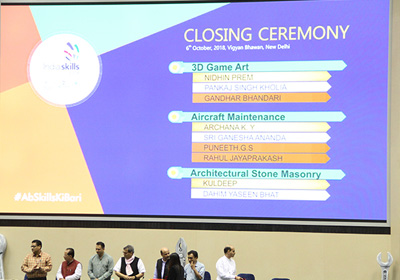 CLOSING CEREMONY
6th October, 2018, Vigyan Bhawan, New Delhi
3D Game Art
NIDHIN PREM
PANKAJ SINGH KHOLIA
GANDHAR BHANDARI
Aircraft Maintenance
ARCHANA K Y
SRI GANESHA ANANDA
PUNEETH.G.S
RAHUL JAYAPRAKASH
Architectural Stone Masonry
KULDEEP
DAHIM YASEEN BHAT
skills
#AbSkillsKiBari